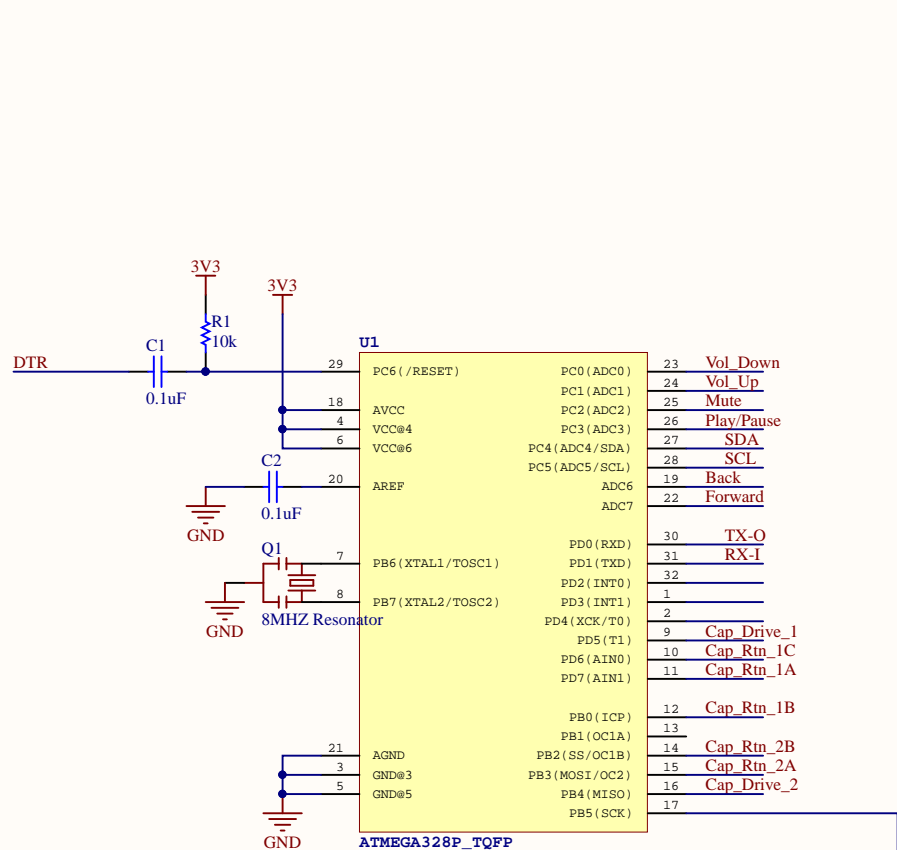 3V3
3V3
R1
10k
U1
C1
DTR
0.1uF
29 PC6(/RESET) PC0(ADC0) 23 Vol_Down
PC1(ADC1) 24 Vol_Up
18 AVCC PC2(ADC2) 25 Mute
4 VCC@4 PC3(ADC3) 26 Play/Pause
6 VCC@6 PC4(ADC4/SDA) 27 SDA
C2
PC5(ADC5/SCL) 28 SCL
20 AREF ADC6 19 Back
0.1uF
ADC7 22 Forward
GND
PD0(RXD) 30 TX-O
Q1
7 PB6(XTAL1/TOSC1) PD1(TXD) 31 RX-I
PD2(INT0) 32
8 PB7(XTAL2/TOSC2) PD3(INT1) 1
8MHZ Resonator
PD4(XCK/T0) 2
GND
PD5(T1) 9 Cap_Drive_1
PD6(AIN0) 10 Cap_Rtn_1C
PD7(AIN1) 11 Cap_Rtn_1A
PB0(ICP) 12 Cap_Rtn_1B
PB1(OC1A) 13
21 AGND PB2(SS/OC1B) 14 Cap_Rtn_2B
3 GND@3 PB3(MOSI/OC2) 15 Cap_Rtn_2A
5 GND@5 PB4(MISO) 16 Cap_Drive_2
PB5(SCK) 17
GND
ATMEGA328P_TQFP